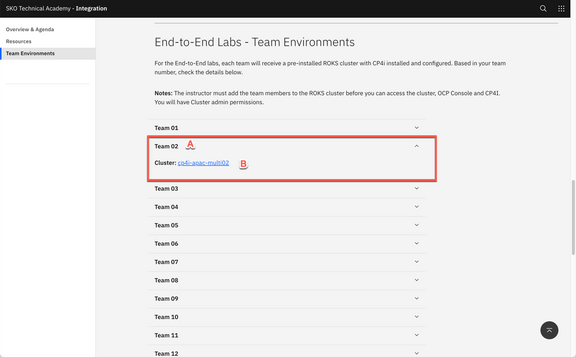 SKO Technical Academy - Integration
Overview & Agenda
Resources
Team Environments
End-to-End Labs - Team Environments
For the End-to-End labs, each team will receive a pre-installed ROKS cluster with CP4i installed and configured. Based in your team
number, check the details below.
Notes: The instructor must add the team members to the ROKS cluster before you can access the cluster, OCP Console and CP4I.
You will have Cluster admin permissions.
Team 01
Team 02 A
Cluster: cp4i-apac-multi02 B
Team 03
Team 04
Team 05
Team 06
Team 07
Team 08
Team 09
Team 10
Team 11
Team 12